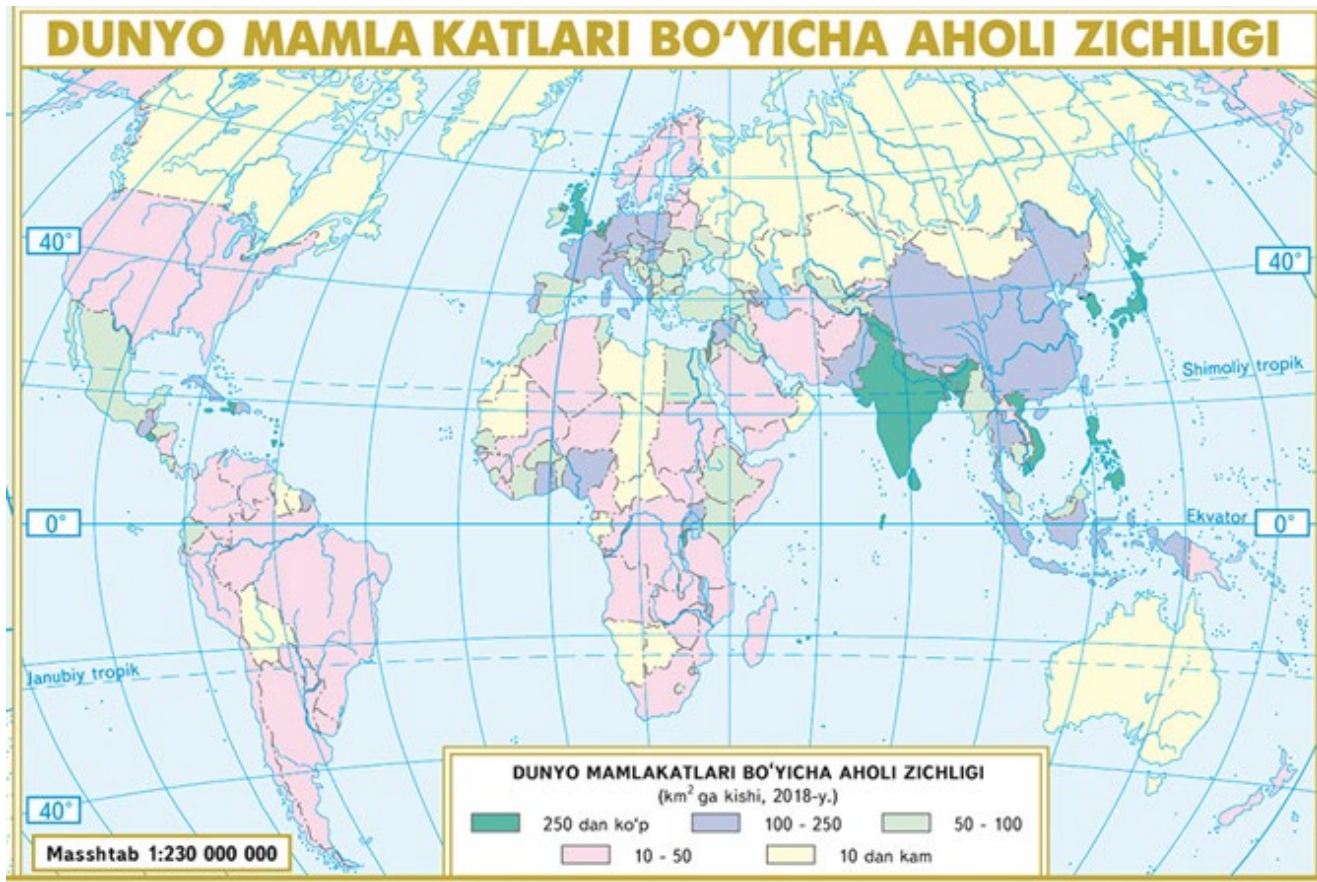 DUNYO MAMLA KATLARI BO‘YICHA AHOLI ZICHLIGI
40°
40°
Shimoliy tropik
0°
Ekvator
0°
Janubiy tropik
40°
DUNYO MAMLAKATLARI BO‘YICHA AHOLI ZICHLIGI
(km² ga kishi, 2018-y.)
250 dan ko‘p 100 - 250 50 - 100
10 - 50 10 dan kam
Masshtab 1:230 000 000